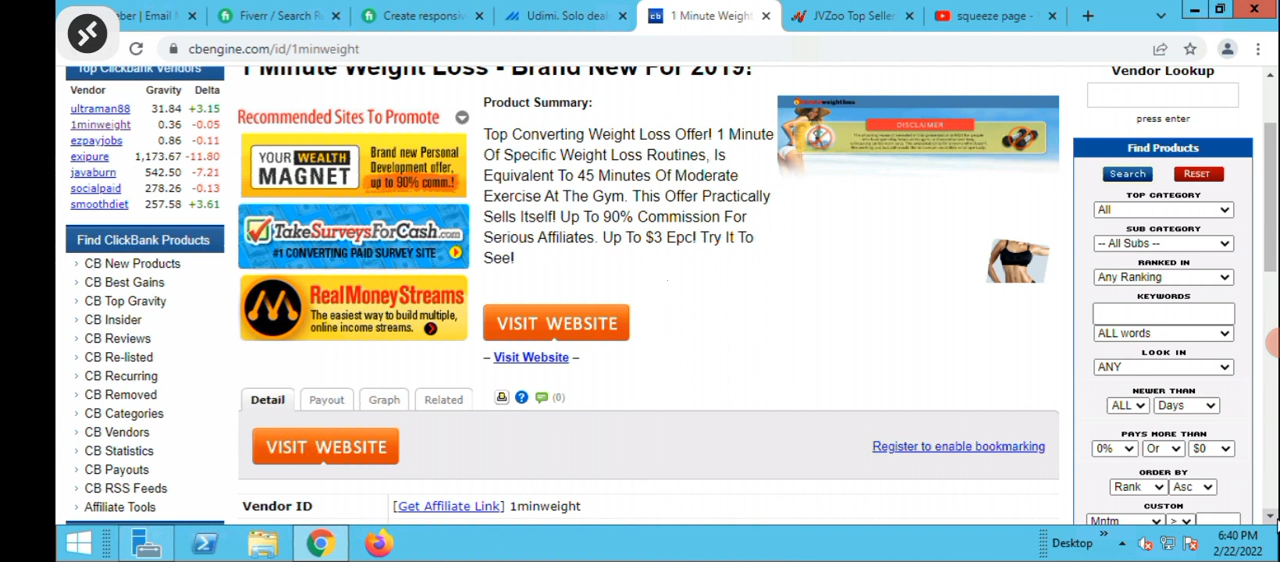 ber | Email M
Fiverr / Search Re
Create responsiv
Udimi. Solo deal
1 Minute Weight
JVZoo Top Seller
squeeze page -
cbengine.com/id/1minweight
Top ClickBank Vendors
Vendor Gravity Delta
ultraman88 31.84 +3.15
1minweight 0.36 -0.05
ezpayjobs 0.86 -0.11
exipure 1,173.67 -11.80
javaburn 542.50 -7.21
socialpaid 278.26 -0.13
smoothdiet 257.58 +3.61
Find ClickBank Products
CB New Products
CB Best Gains
CB Top Gravity
CB Insider
CB Reviews
CB Re-listed
CB Recurring
CB Removed
CB Categories
CB Vendors
CB Statistics
CB Payouts
CB RSS Feeds
Affiliate Tools
1 Minute Weight Loss - Brand New For 2019!
Recommended Sites To Promote
YOUR WEALTH MAGNET
Brand new Personal
Development offer,
up to 90% comm.!
TakeSurveysForCash.com
#1 CONVERTING PAID SURVEY SITE
RealMoneyStreams
The easiest way to build multiple,
online income streams.
Product Summary:
Top Converting Weight Loss Offer! 1 Minute
Of Specific Weight Loss Routines, Is
Equivalent To 45 Minutes Of Moderate
Exercise At The Gym. This Offer Practically
Sells Itself! Up To 90% Commission For
Serious Affiliates. Up To $3 Epc! Try It To
See!
VISIT WEBSITE
– Visit Website –
DISCLAIMER
Detail Payout Graph Related (0)
VISIT WEBSITE
Register to enable bookmarking
Vendor ID [Get Affiliate Link] 1minweight
Vendor Lookup
press enter
Find Products
Search RESET
TOP CATEGORY
All
SUB CATEGORY
-- All Subs --
RANKED IN
Any Ranking
KEYWORDS
ALL words
LOOK IN
ANY
NEWER THAN
ALL Days
PAYS MORE THAN
0% Or $0
ORDER BY
Rank Asc
CUSTOM
Mntm >
Desktop
6:40 PM
2/22/2022